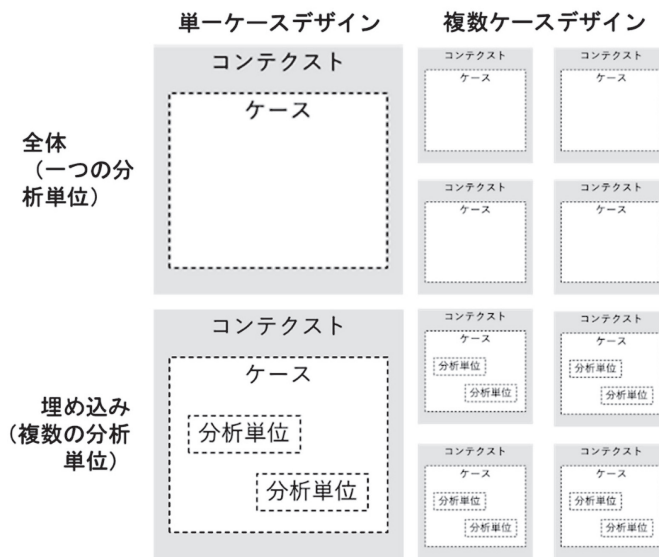 単一ケースデザイン
複数ケースデザイン
全体
（一つの分
析単位）
コンテクスト
ケース
コンテクスト
ケース
コンテクスト
ケース
コンテクスト
ケース
コンテクスト
ケース
埋め込み
（複数の分析
単位）
コンテクスト
ケース
分析単位
分析単位
コンテクスト
ケース
分析単位
分析単位
コンテクスト
ケース
分析単位
分析単位
コンテクスト
ケース
分析単位
分析単位
コンテクスト
ケース
分析単位
分析単位